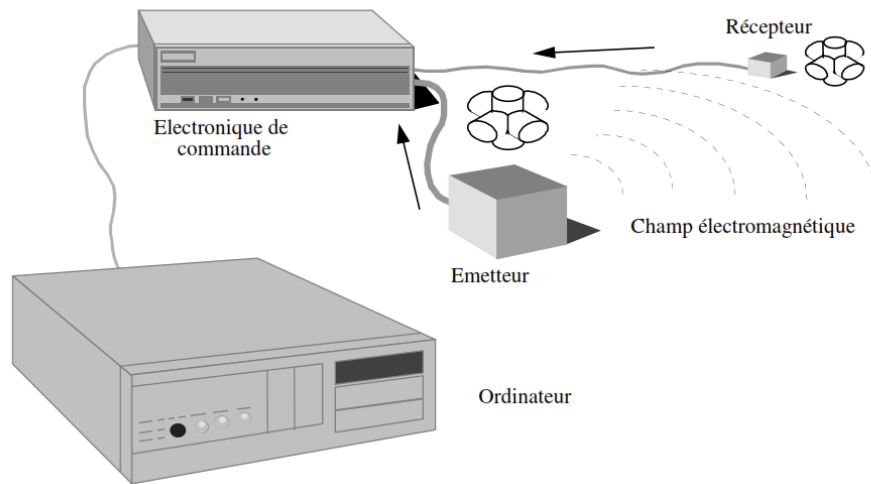 Récepteur
Electronique de
commande
Champ électromagnétique
Emetteur
Ordinateur